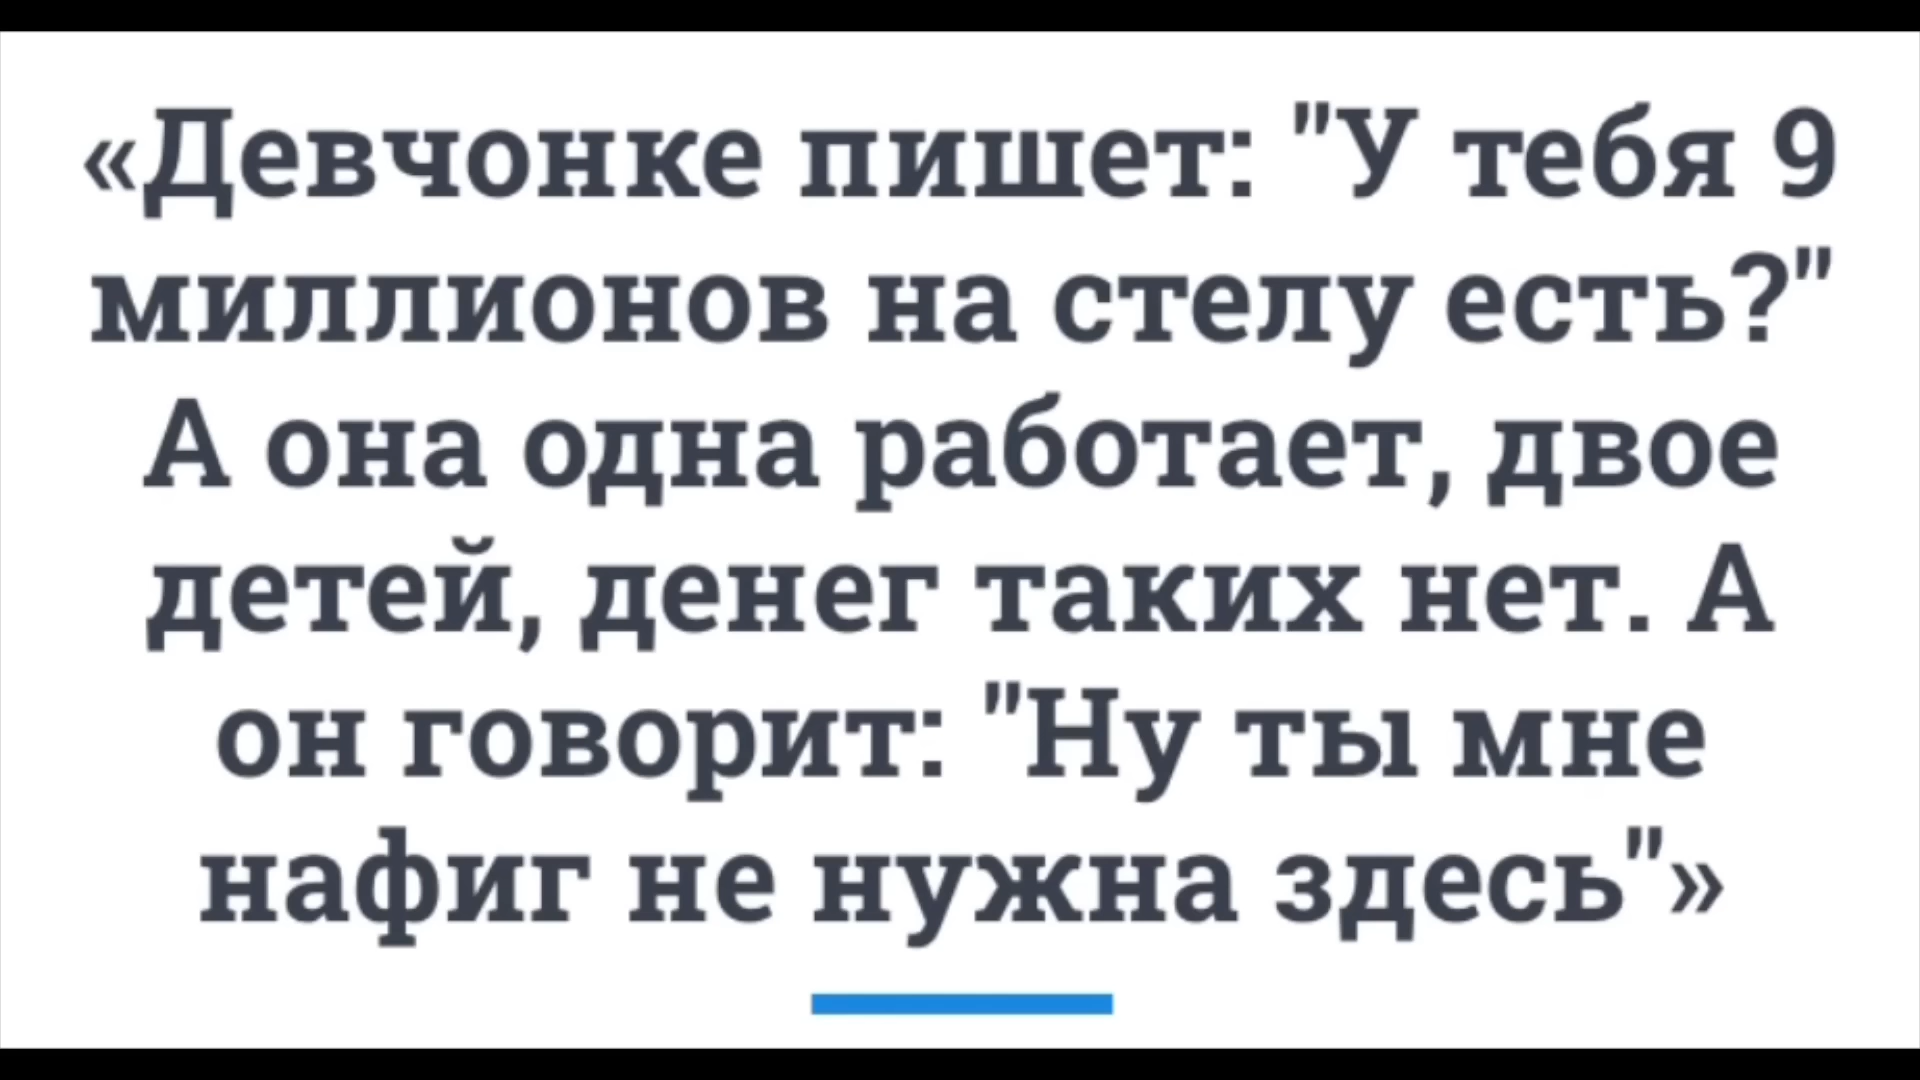 «Девчонке пишет: "У тебя 9
миллионов на стелу есть?"
А она одна работает, двое
детей, денег таких нет. А
он говорит: "Ну ты мне
нафиг не нужна здесь"»